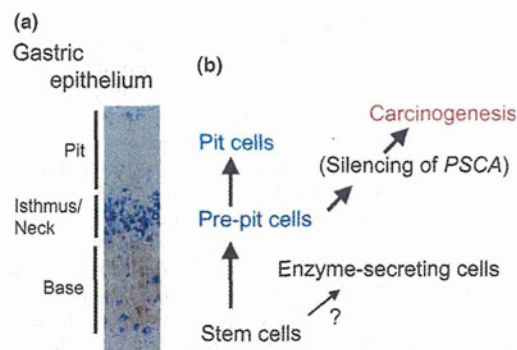 (a)
Gastric
epithelium
Pit
Isthmus/
Neck
Base
(b)
Carcinogenesis
Pit cells
(Silencing of PSCA)
Pre-pit cells
Enzyme-secreting cells
?
Stem cells